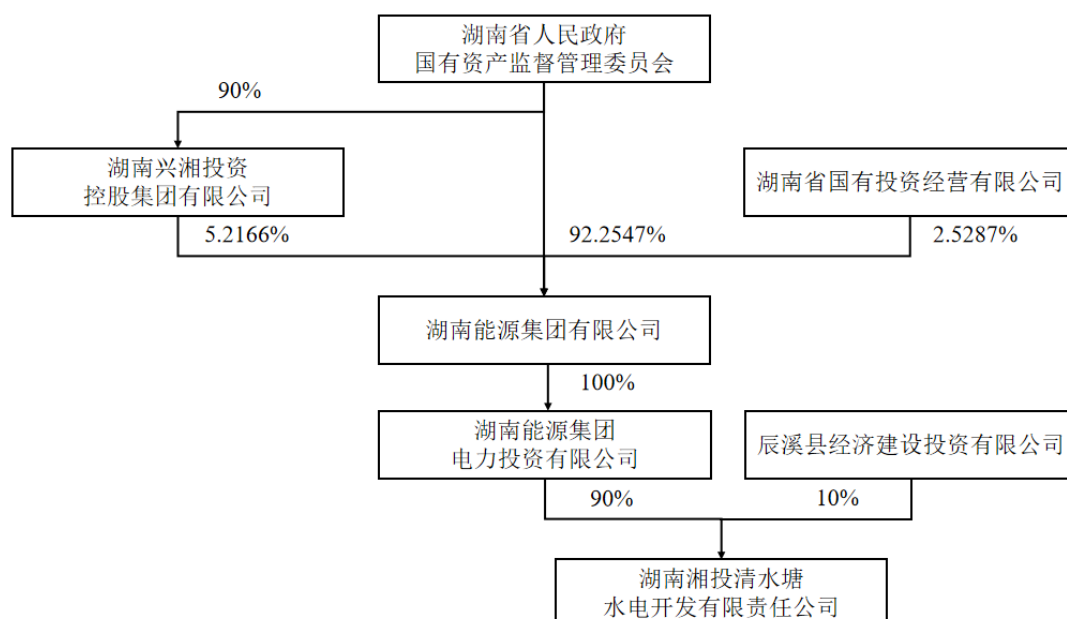 湖南省人民政府
国有资产监督管理委员会
90%
湖南兴湘投资
控股集团有限公司
湖南省国有投资经营有限公司
5.2166%
92.2547%
2.5287%
湖南能源集团有限公司
100%
湖南能源集团
电力投资有限公司
辰溪县经济建设投资有限公司
90%
10%
湖南湘投清水塘
水电开发有限责任公司